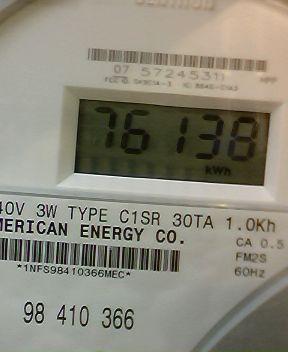 07 5724531
76138
kWh
40V 3W TYPE C1SR 30TA 1.0Kh
MERICAN ENERGY CO.
CA 0.5
FM2S
60Hz
*1NFS98410366MEC*
98 410 366